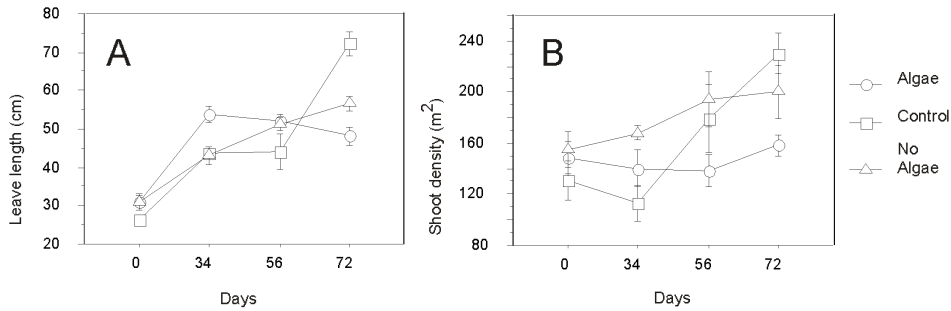 80
70
60
50
40
30
20
Leave length (cm)
A
0 34 56 72
Days
240
200
160
120
80
Shoot density (m²)
B
0 34 56 72
Days
Algae
Control
No
Algae